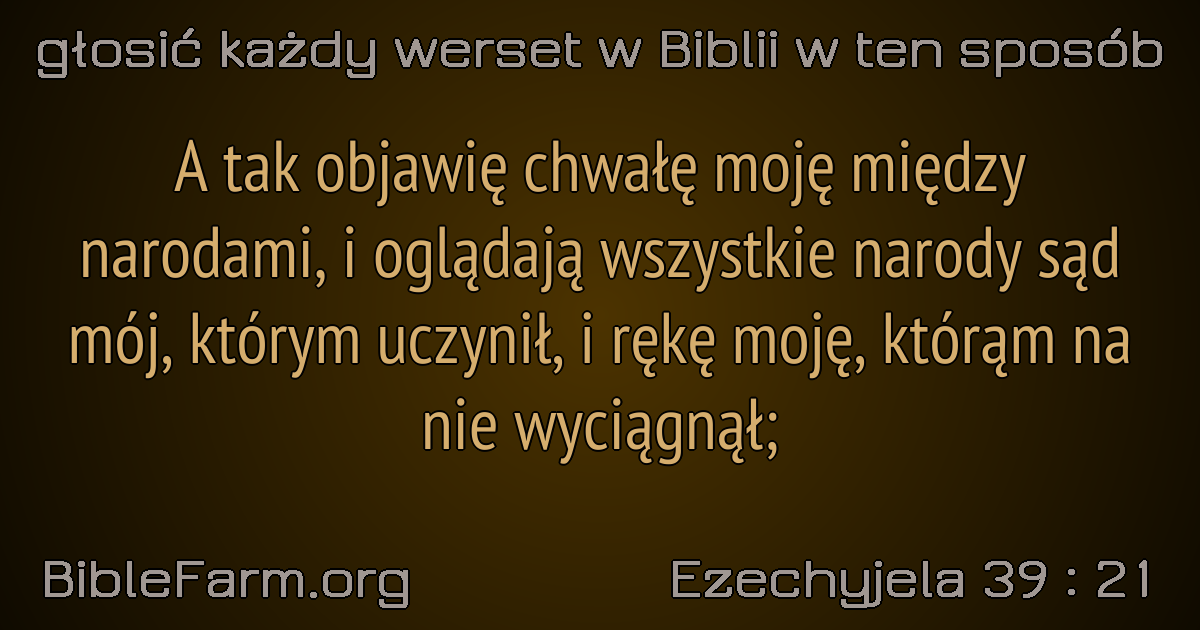 głosić każdy werset w Biblii w ten sposób
A tak objawię chwałę moję między
narodami, i oglądają wszystkie narody sąd
mój, którym uczynił, i rękę moję, którąm na
nie wyciągnął;
BibleFarm.org
Ezechyjela 39 : 21